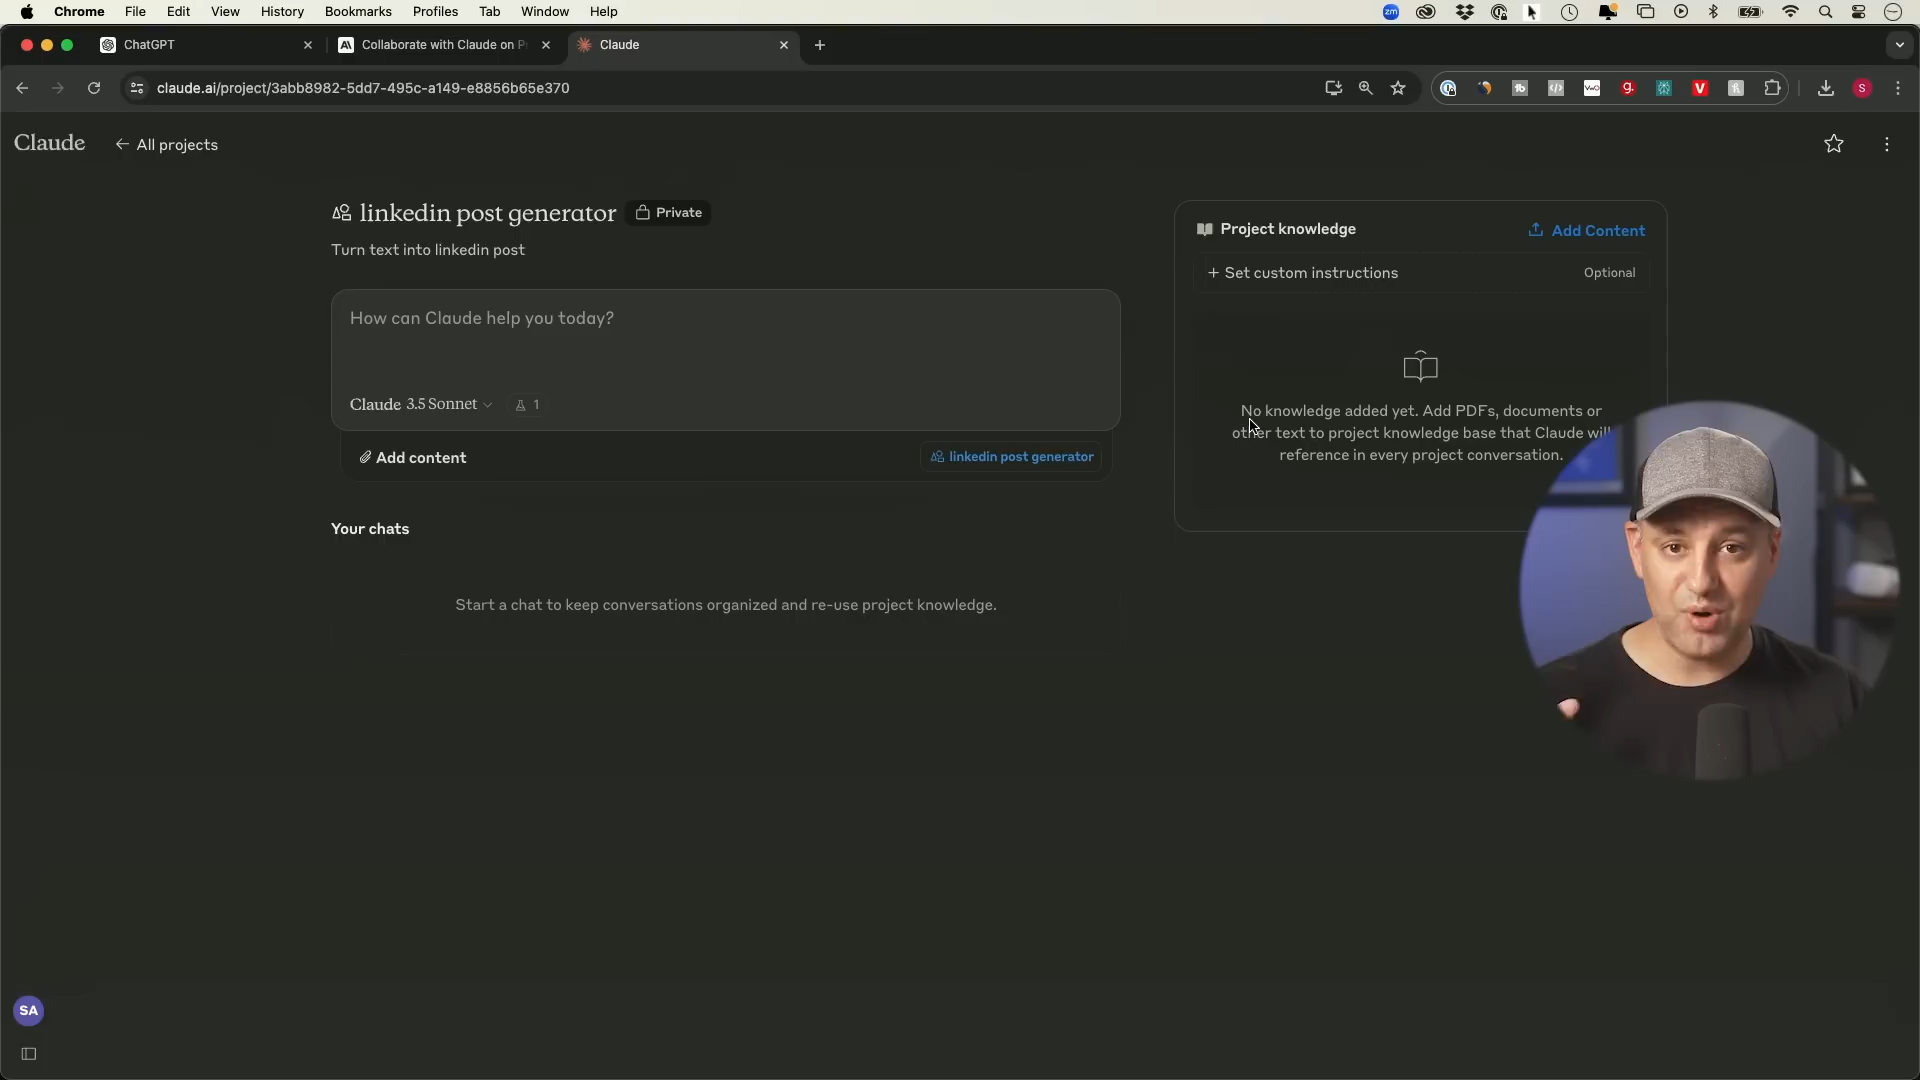 Chrome File Edit View History Bookmarks Profiles Tab Window Help
zm
ChatGPT
Collaborate with Claude on P
Claude
claude.ai/project/3abb8982-5dd7-495c-a149-e8856b65e370
S
Claude
All projects
linkedin post generator
Private
Turn text into linkedin post
How can Claude help you today?
Claude 3.5 Sonnet
1
Add content
linkedin post generator
Your chats
Start a chat to keep conversations organized and re-use project knowledge.
Project knowledge
Add Content
+ Set custom instructions
Optional
No knowledge added yet. Add PDFs, documents or
other text to project knowledge base that Claude will
reference in every project conversation.
SA